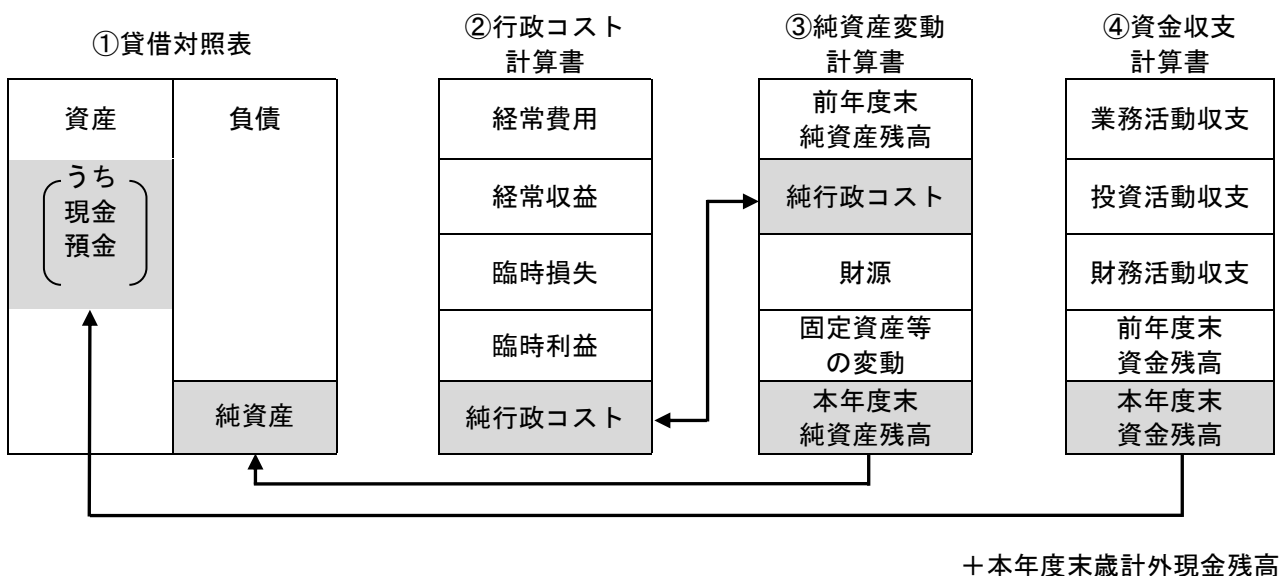 ①貸借対照表
資産
負債
うち
現金
預金
純資産
②行政コスト
計算書
経常費用
経常収益
臨時損失
臨時利益
純行政コスト
③純資産変動
計算書
前年度末
純資産残高
純行政コスト
財源
固定資産等
の変動
本年度末
純資産残高
④資金収支
計算書
業務活動収支
投資活動収支
財務活動収支
前年度末
資金残高
本年度末
資金残高
＋本年度末歳計外現金残高